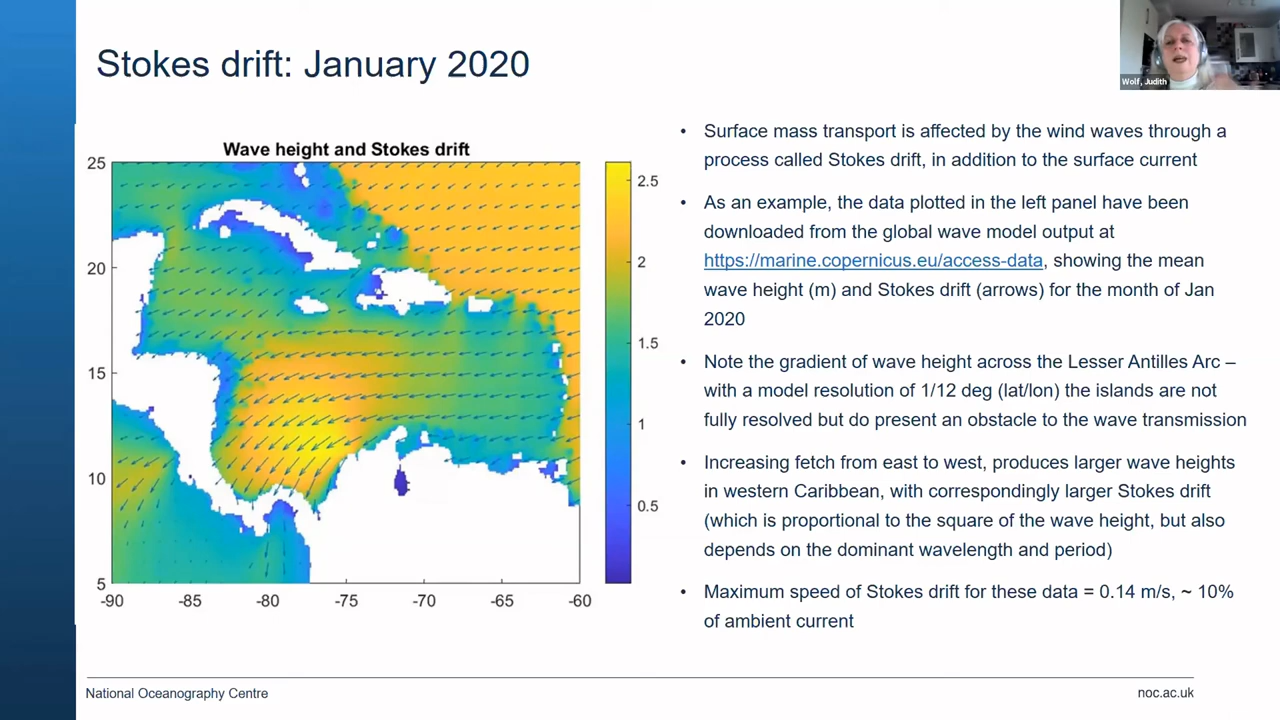 Stokes drift: January 2020
Wolf, Judith
Wave height and Stokes drift
25
20
15
10
5
-90
-85
-80
-75
-70
-65
-60
2.5
2
1.5
1
0.5
• Surface mass transport is affected by the wind waves through a
process called Stokes drift, in addition to the surface current
• As an example, the data plotted in the left panel have been
downloaded from the global wave model output at
https://marine.copernicus.eu/access-data, showing the mean
wave height (m) and Stokes drift (arrows) for the month of Jan
2020
• Note the gradient of wave height across the Lesser Antilles Arc –
with a model resolution of 1/12 deg (lat/lon) the islands are not
fully resolved but do present an obstacle to the wave transmission
• Increasing fetch from east to west, produces larger wave heights
in western Caribbean, with correspondingly larger Stokes drift
(which is proportional to the square of the wave height, but also
depends on the dominant wavelength and period)
• Maximum speed of Stokes drift for these data = 0.14 m/s, ~ 10%
of ambient current
National Oceanography Centre
noc.ac.uk